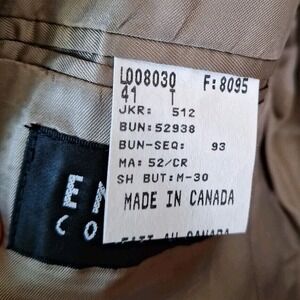 L008030 F:8095
41 T
JKR: 512
BUN:52938
BUN-SEQ: 93
MA: 52/CR
SH BUT:M-30
MADE IN CANADA